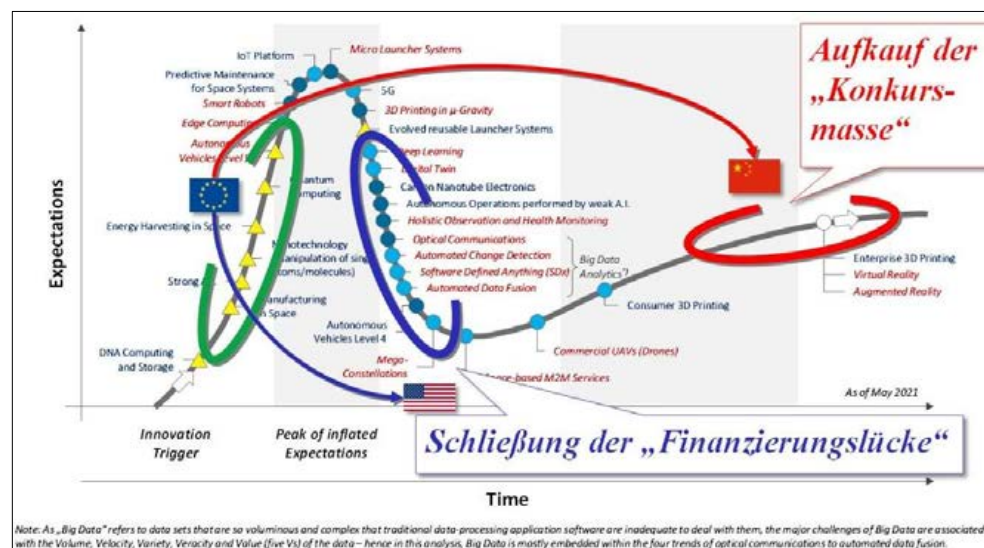 Aufkauf der
„Konkurs-
masse“
Micro Launcher Systems
IoT Platform
Predictive Maintenance
for Space Systems
Smart Robots
5G
3D Printing in μ-Gravity
Edge Computing
Evolved reusable Launcher Systems
Autonomous
Vehicles Level
Deep Learning
Digital Twin
Quantum
Computing
Carbon Nanotube Electronics
Autonomous Operations performed by weak A.I.
Holistic Observation and Health Monitoring
Energy Harvesting in Space
Optical Communications
Nanotechnology
Automated Change Detection
Software Defined Anything (SDx)
Automated Data Fusion
Big Data
Analytics*)
Strong
Manufacturing
in Space
Autonomous
Vehicles Level 4
Consumer 3D Printing
Enterprise 3D Printing
Virtual Reality
Augmented Reality
DNA Computing
and Storage
Mega-
Constellations
Commercial UAVs (Drones)
M2M Services
As of May 2021
Expectations
Innovation
Trigger
Peak of inflated
Expectations
Schließung der „Finanzierungslücke“
Time
Note: As „Big Data“ refers to data sets that are so voluminous and complex that traditional data-processing application software are inadequate to deal with them, the major challenges of Big Data are associated
with the Volume, Velocity, Variety, Veracity and Value (five Vs) of the data – hence in this analysis, Big Data is mostly embedded within the four trends of optical communications to automated data fusion.